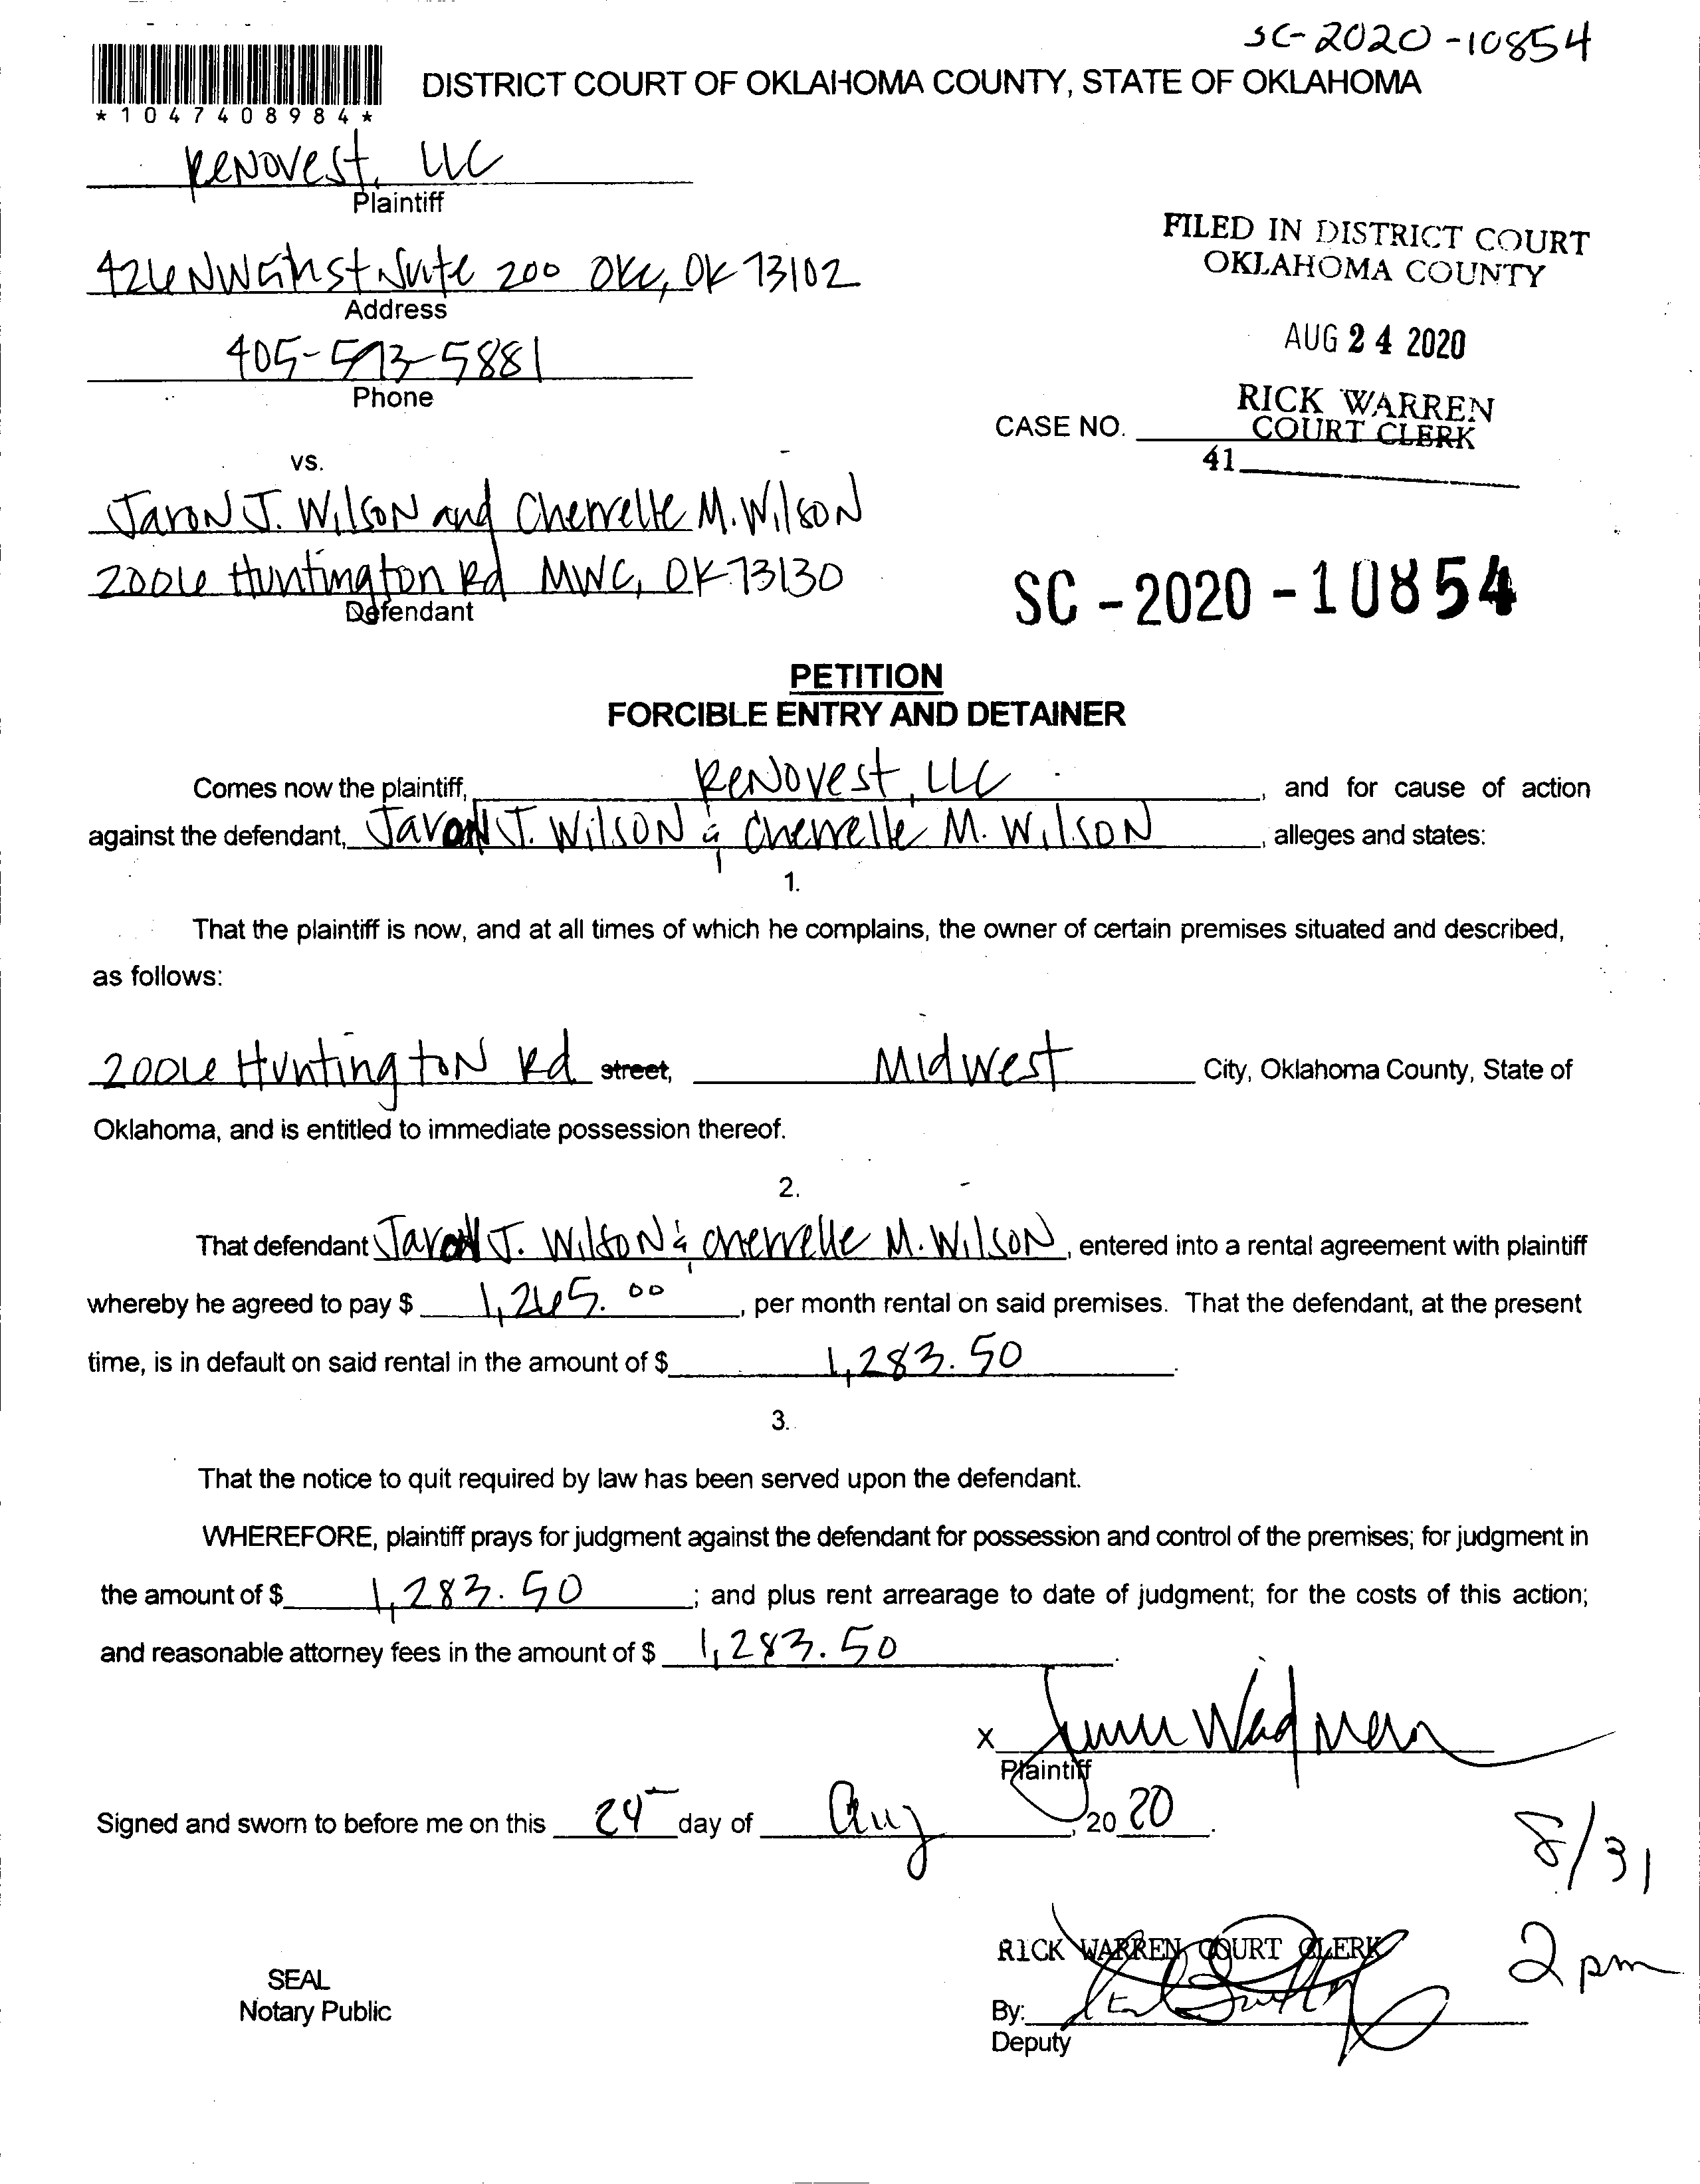 SC-2020-10854
DISTRICT COURT OF OKLAHOMA COUNTY, STATE OF OKLAHOMA
*1047408984*
RENOVEST, LLC
Plaintiff
426 NW 6th St Suite 200 OKC, OK 73102
Address
405-593-5881
Phone
FILED IN DISTRICT COURT
OKLAHOMA COUNTY
AUG 24 2020
RICK WARREN
COURT CLERK
CASE NO.
41
vs.
Jaron J. Wilson and Cherrelle M. Wilson
2006 Huntington Rd MWC, OK 73130
Defendant
SC-2020-10854
PETITION
FORCIBLE ENTRY AND DETAINER
Comes now the plaintiff, RENOVEST, LLC, and for cause of action
against the defendant, Jaron J. Wilson & Cherrelle M. Wilson, alleges and states:
1.
That the plaintiff is now, and at all times of which he complains, the owner of certain premises situated and described,
as follows:
2006 Huntington Rd street, Midwest City, Oklahoma County, State of
Oklahoma, and is entitled to immediate possession thereof.
2.
That defendant Jaron J. Wilson & Cherrelle M. Wilson, entered into a rental agreement with plaintiff
whereby he agreed to pay $ 1,265.00, per month rental on said premises. That the defendant, at the present
time, is in default on said rental in the amount of $ 1,283.50.
3.
That the notice to quit required by law has been served upon the defendant.
WHEREFORE, plaintiff prays for judgment against the defendant for possession and control of the premises; for judgment in
the amount of $ 1,283.50; and plus rent arrearage to date of judgment; for the costs of this action;
and reasonable attorney fees in the amount of $ 1,283.50.
X
Plaintiff
Signed and sworn to before me on this 24 day of Aug, 2020.
8/31
2 pm
RICK WARREN, COURT CLERK
SEAL
Notary Public
By:
Deputy